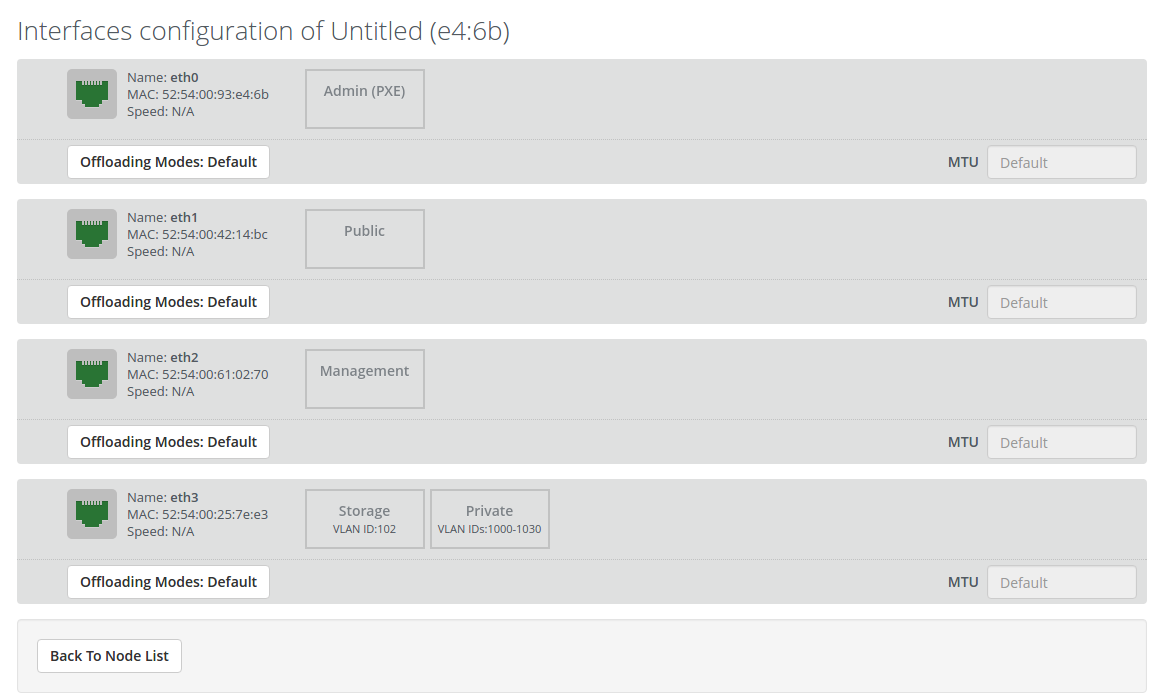 Interfaces configuration of Untitled (e4:6b)
Name: eth0
MAC: 52:54:00:93:e4:6b
Speed: N/A
Admin (PXE)
Offloading Modes: Default
MTU Default
Name: eth1
MAC: 52:54:00:42:14:bc
Speed: N/A
Public
Offloading Modes: Default
MTU Default
Name: eth2
MAC: 52:54:00:61:02:70
Speed: N/A
Management
Offloading Modes: Default
MTU Default
Name: eth3
MAC: 52:54:00:25:7e:e3
Speed: N/A
Storage
VLAN ID:102
Private
VLAN IDs:1000-1030
Offloading Modes: Default
MTU Default
Back To Node List